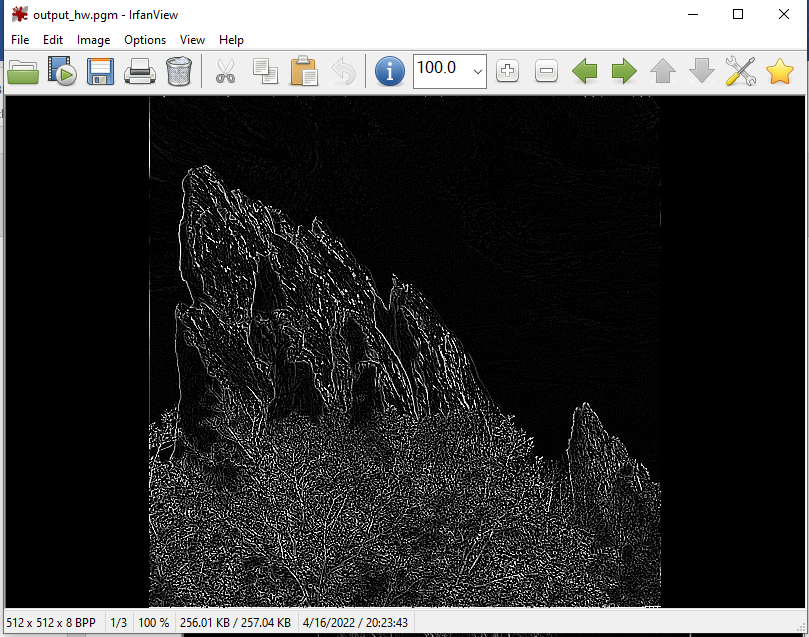 output_hw.pgm - IrfanView
File Edit Image Options View Help
100.0
512 x 512 x 8 BPP 1/3 100 % 256.01 KB / 257.04 KB 4/16/2022 / 20:23:43